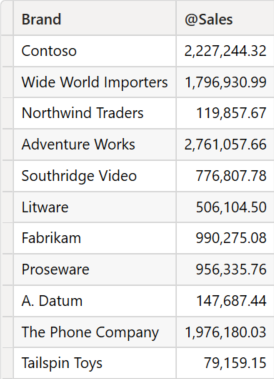 Brand @Sales
Contoso 2,227,244.32
Wide World Importers 1,796,930.99
Northwind Traders 119,857.67
Adventure Works 2,761,057.66
Southridge Video 776,807.78
Litware 506,104.50
Fabrikam 990,275.08
Proseware 956,335.76
A. Datum 147,687.44
The Phone Company 1,976,180.03
Tailspin Toys 79,159.15